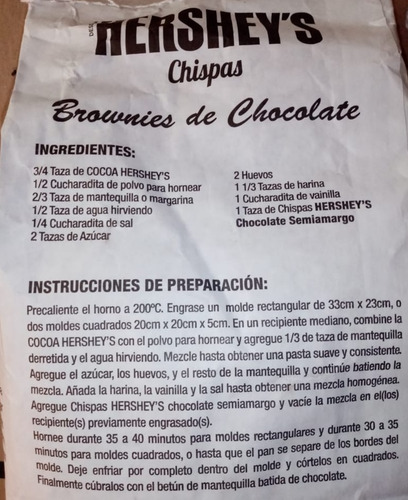 HERSHEY'S
Chispas
Brownies de Chocolate
INGREDIENTES:
3/4 Taza de COCOA HERSHEY'S
1/2 Cucharadita de polvo para hornear
2/3 Taza de mantequilla o margarina
1/2 Taza de agua hirviendo
1/4 Cucharadita de sal
2 Tazas de Azúcar
2 Huevos
1 1/3 Tazas de harina
1 Cucharadita de vainilla
1 Taza de Chispas HERSHEY'S
Chocolate Semiamargo
INSTRUCCIONES DE PREPARACIÓN:
Precaliente el horno a 200ºC. Engrase un molde rectangular de 33cm x 23cm, o
dos moldes cuadrados 20cm x 20cm x 5cm. En un recipiente mediano, combine la
COCOA HERSHEY'S con el polvo para hornear y agregue 1/3 de taza de mantequilla
derretida y el agua hirviendo. Mezcle hasta obtener una pasta suave y consistente.
Agregue el azúcar, los huevos, y el resto de la mantequilla y continúe batiendo la
mezcla. Añada la harina, la vainilla y la sal hasta obtener una mezcla homogénea.
Agregue Chispas HERSHEY'S chocolate semiamargo y vacíe la mezcla en el(los)
recipiente(s) previamente engrasado(s).
Hornee durante 35 a 40 minutos para moldes rectangulares y durante 30 a 35
minutos para moldes cuadrados, o hasta que el pan se separe de los bordes del
molde. Deje enfriar por completo dentro del molde y córtelos en cuadrados.
Finalmente cúbralos con el betún de mantequilla batida de chocolate.